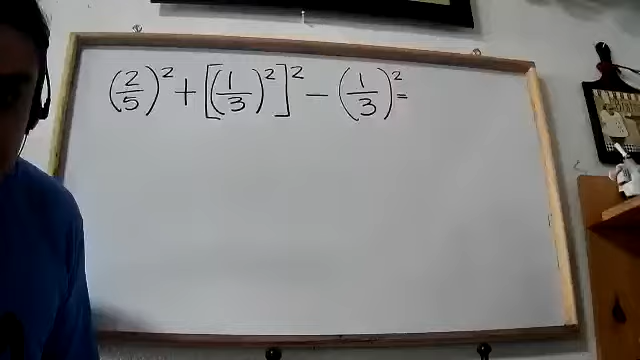 (2/5)² + [(1/3)²]² − (1/3)² =